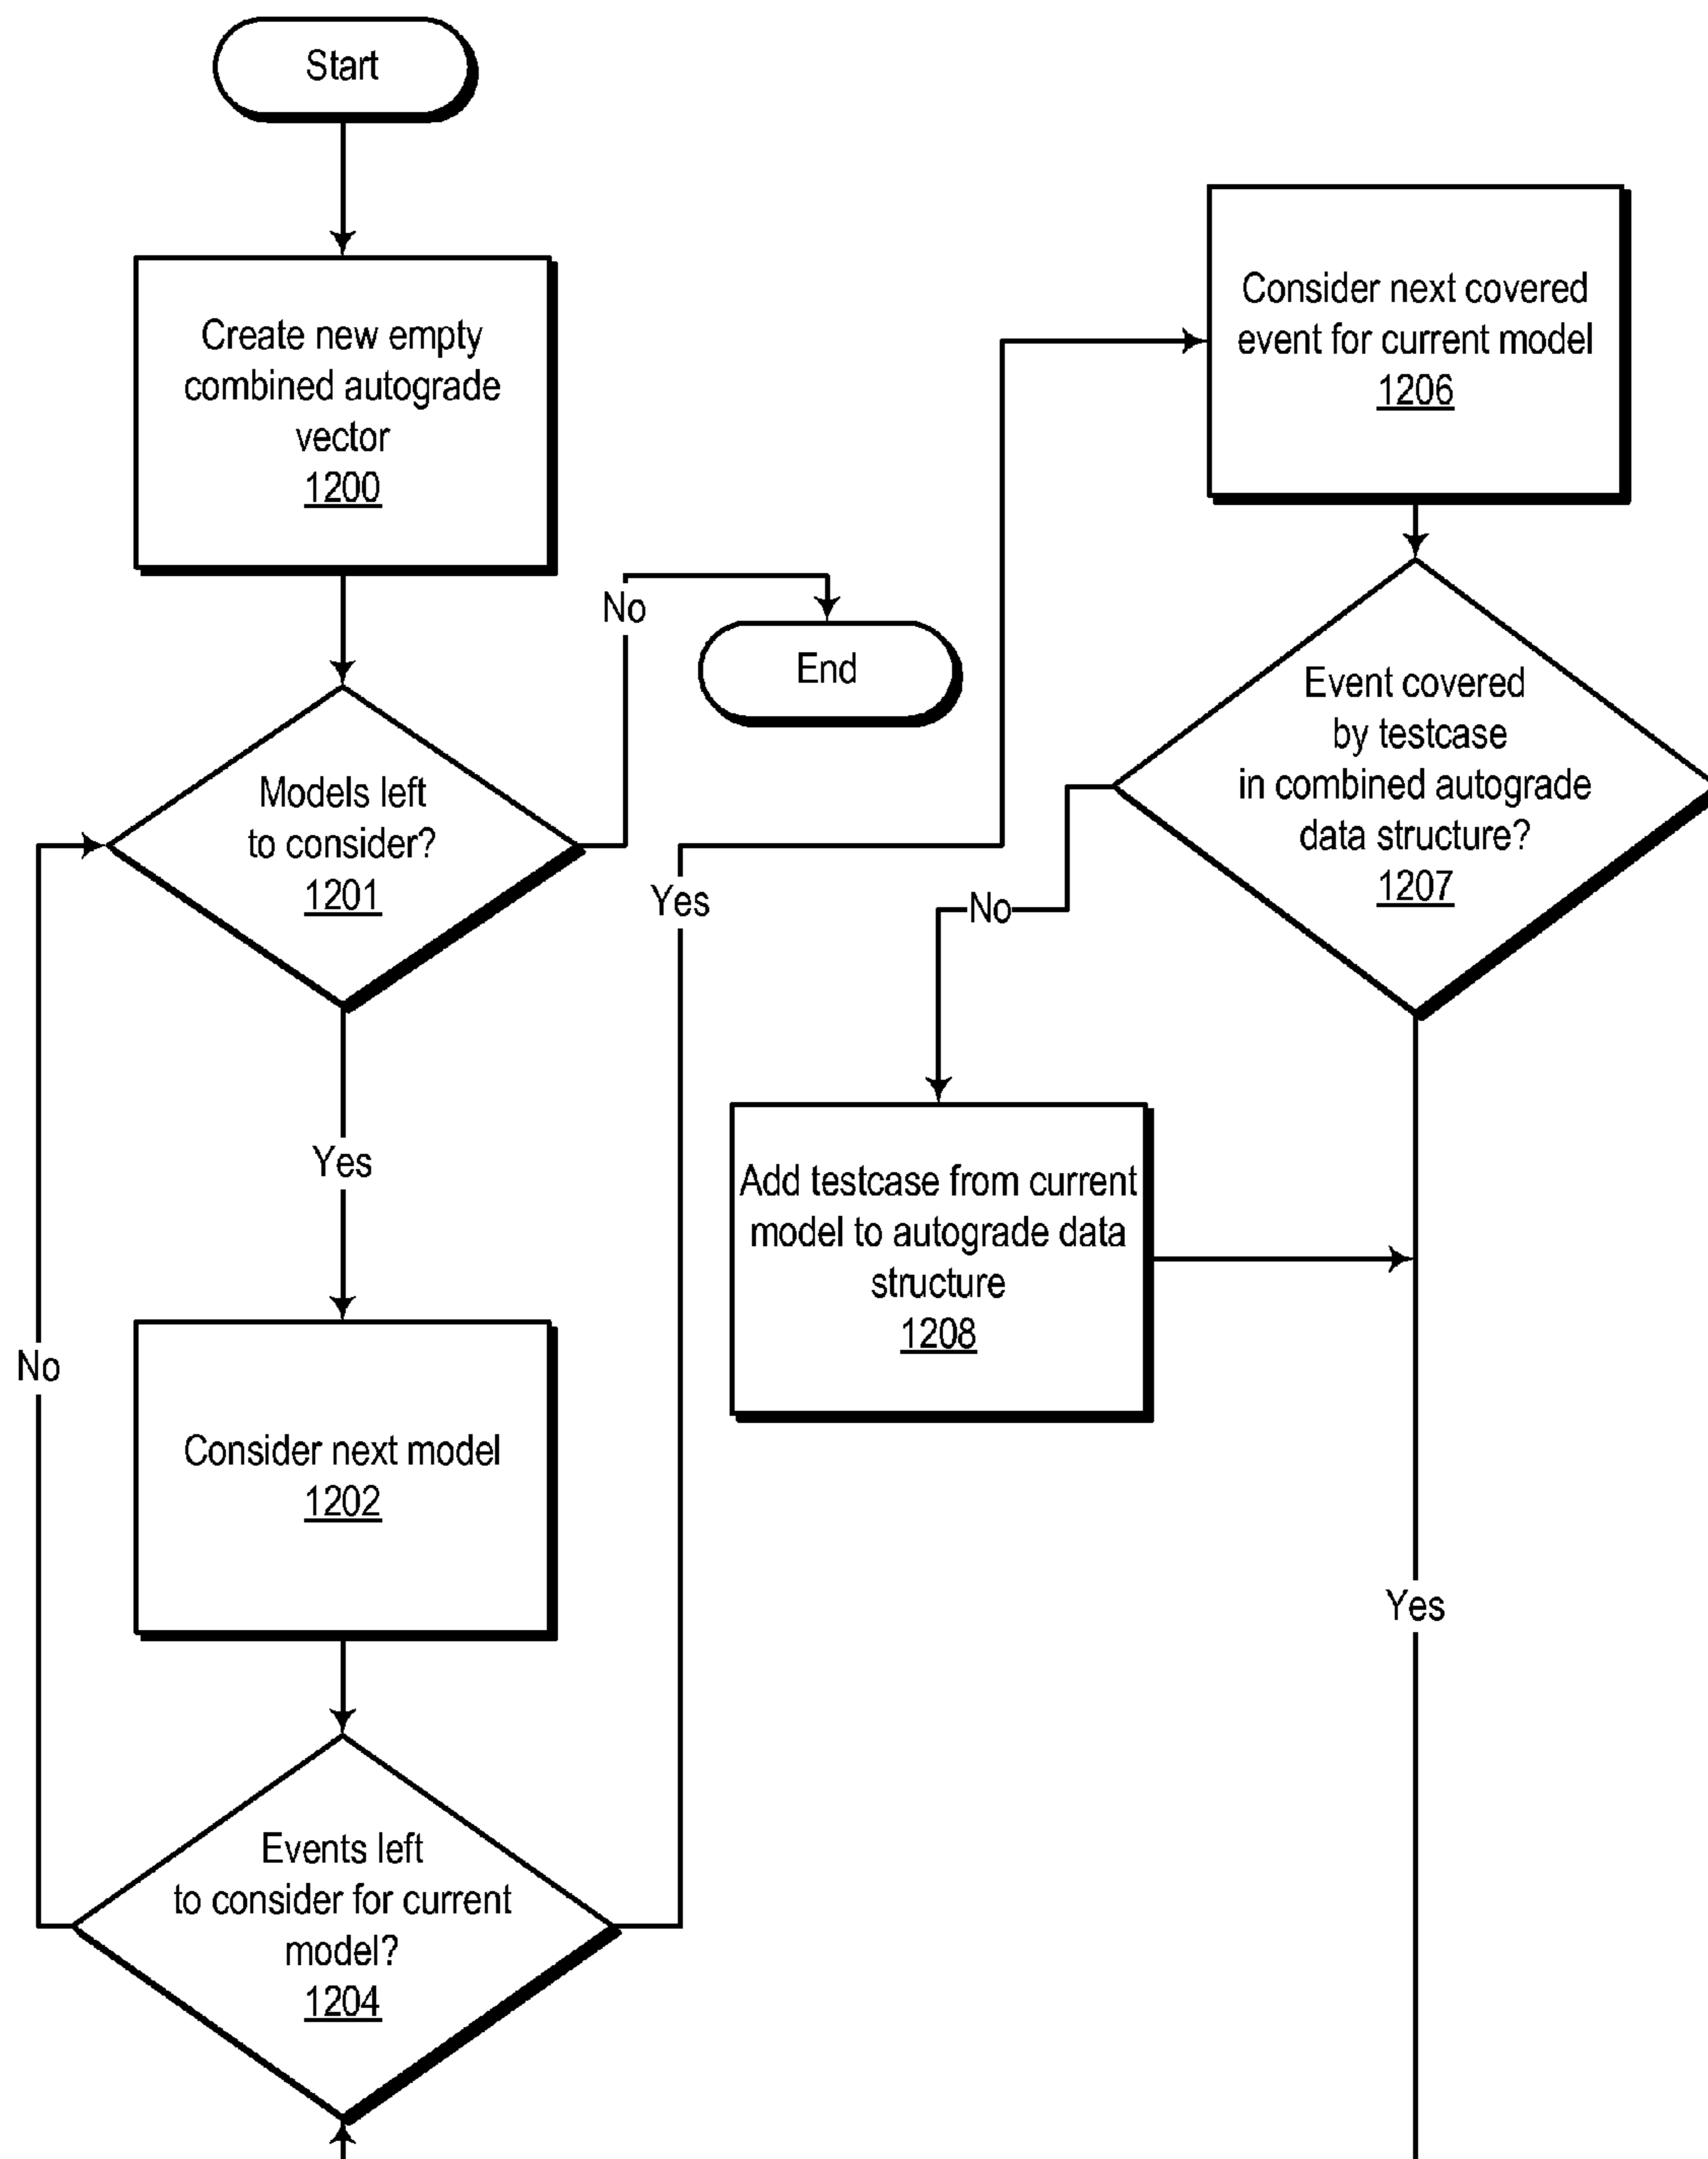 Start
Create new empty
combined autograde
vector
1200
Models left
to consider?
1201
No
End
Yes
Consider next model
1202
Events left
to consider for current
model?
1204
No
Yes
Consider next covered
event for current model
1206
Event covered
by testcase
in combined autograde
data structure?
1207
No
Add testcase from current
model to autograde data
structure
1208
Yes